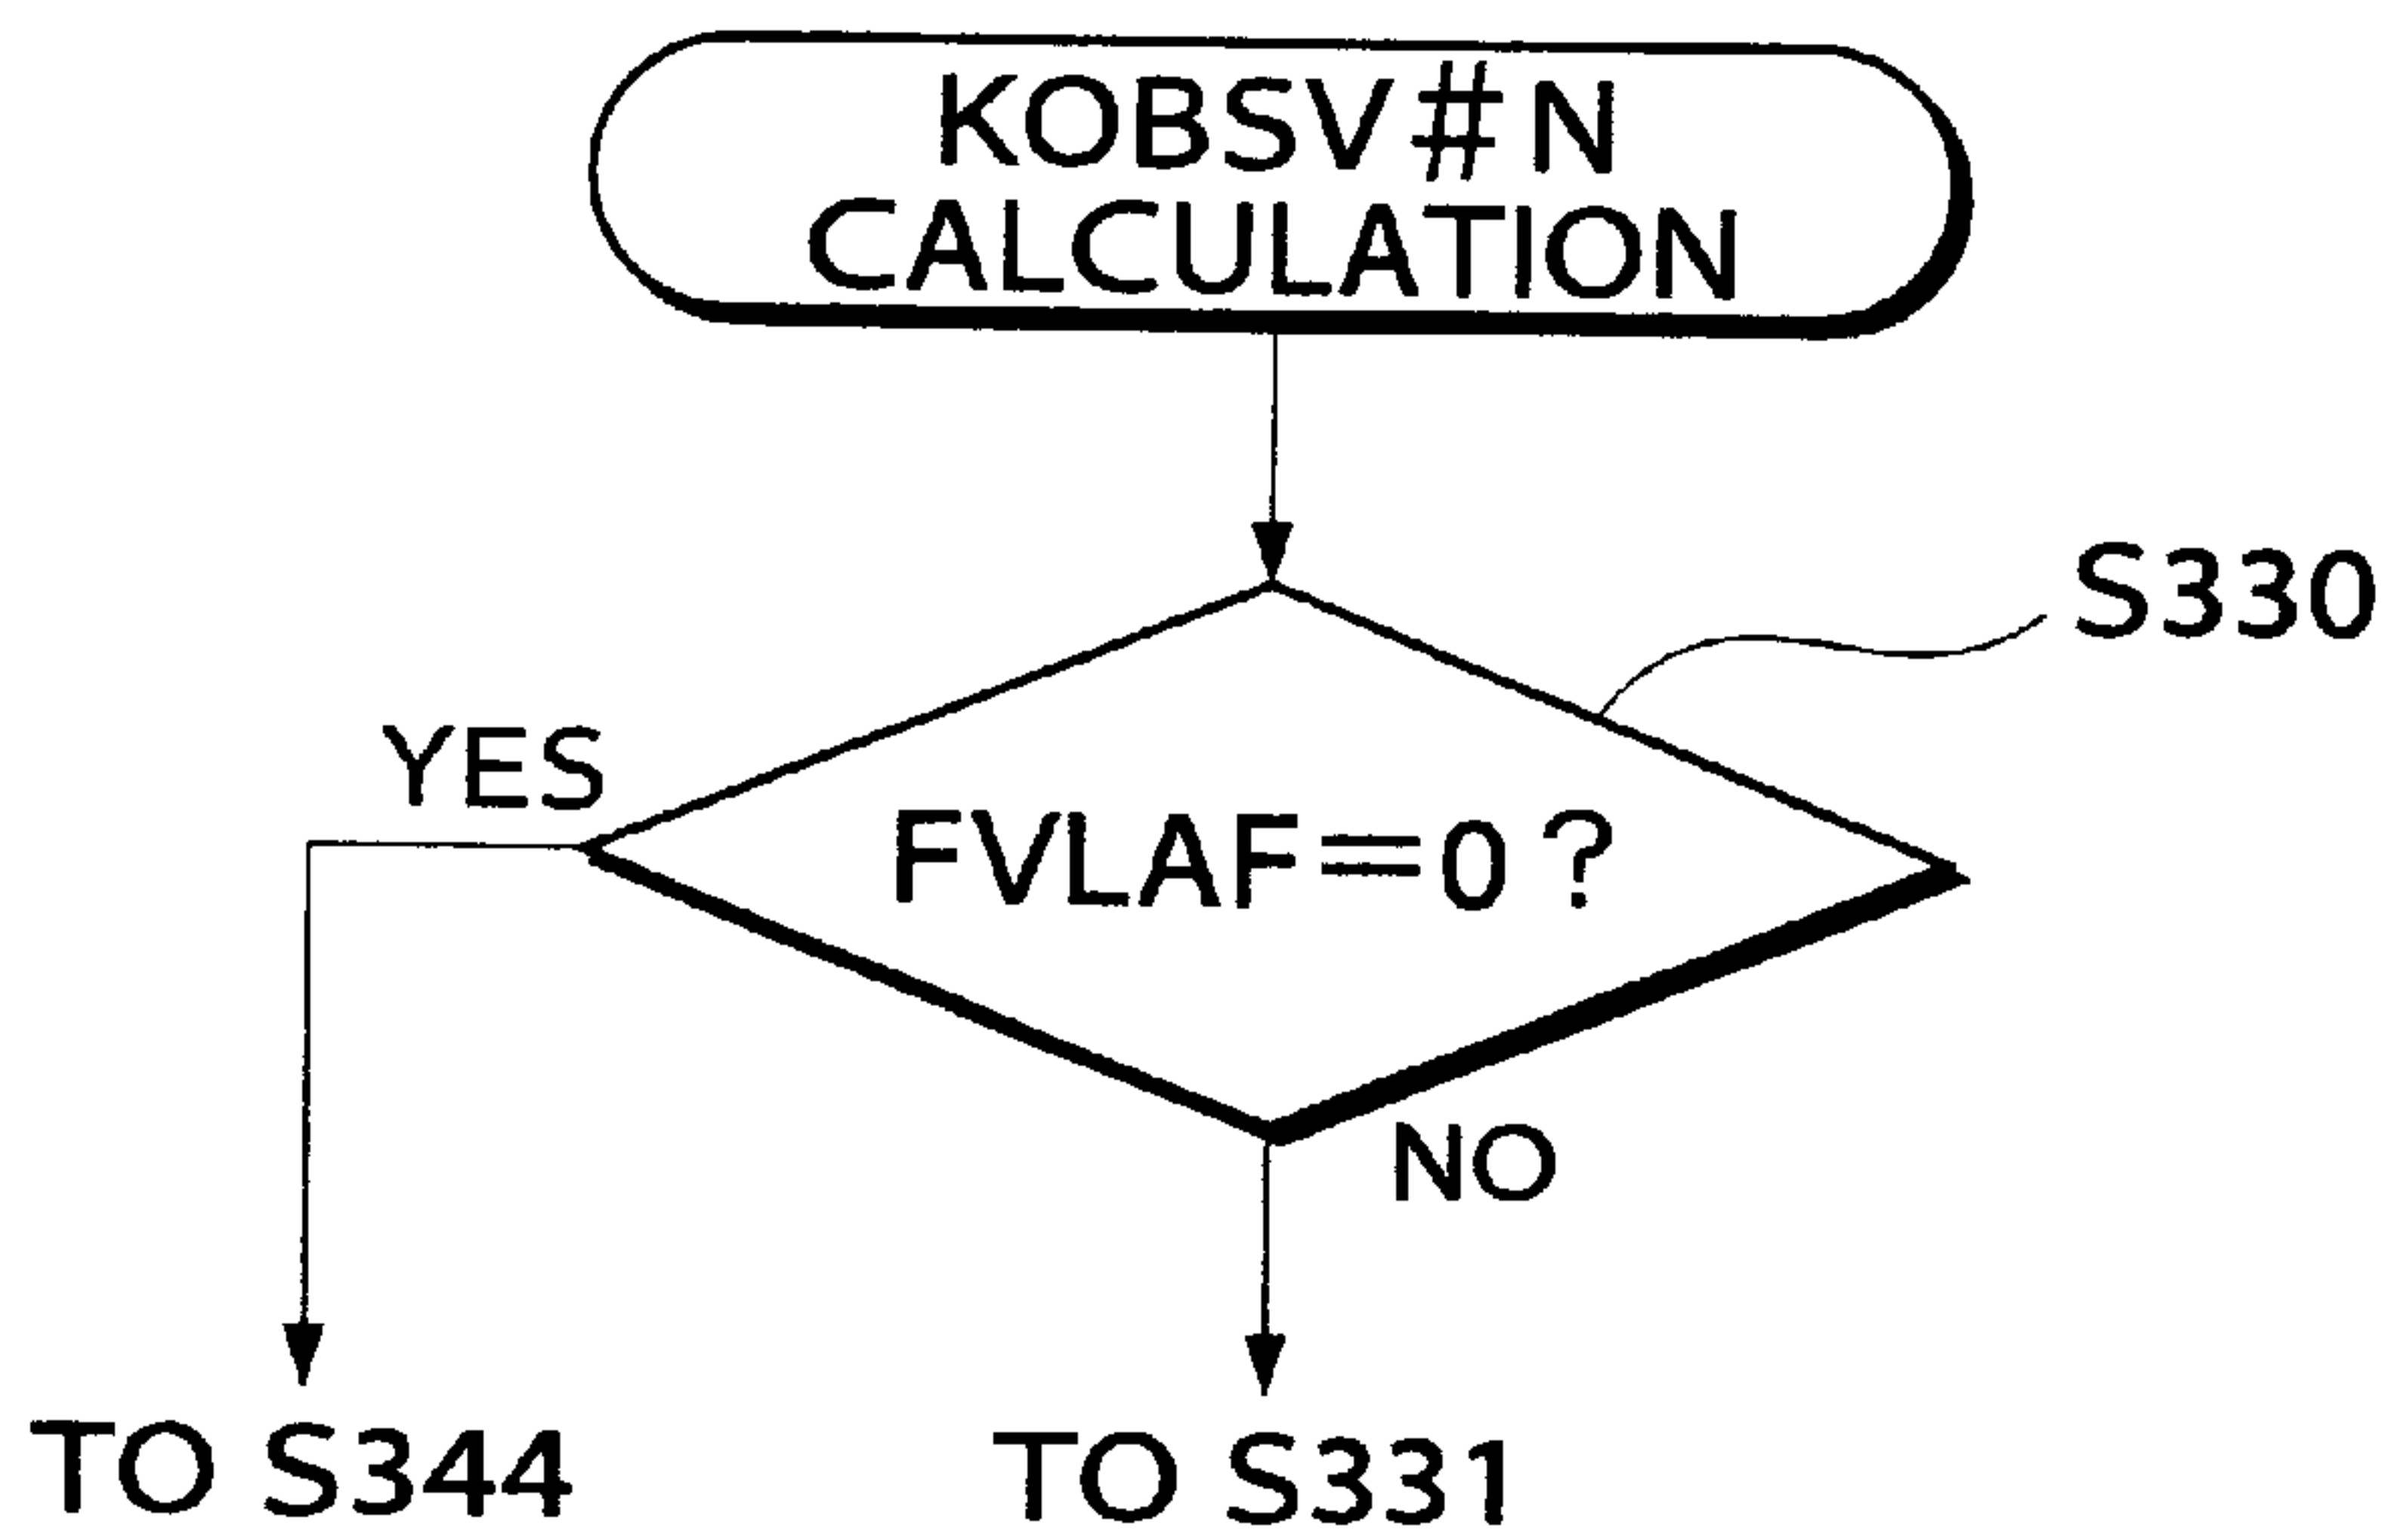 KOBSV#N
CALCULATION
S330
YES
FVLAF=0?
NO
TO S344
TO S331